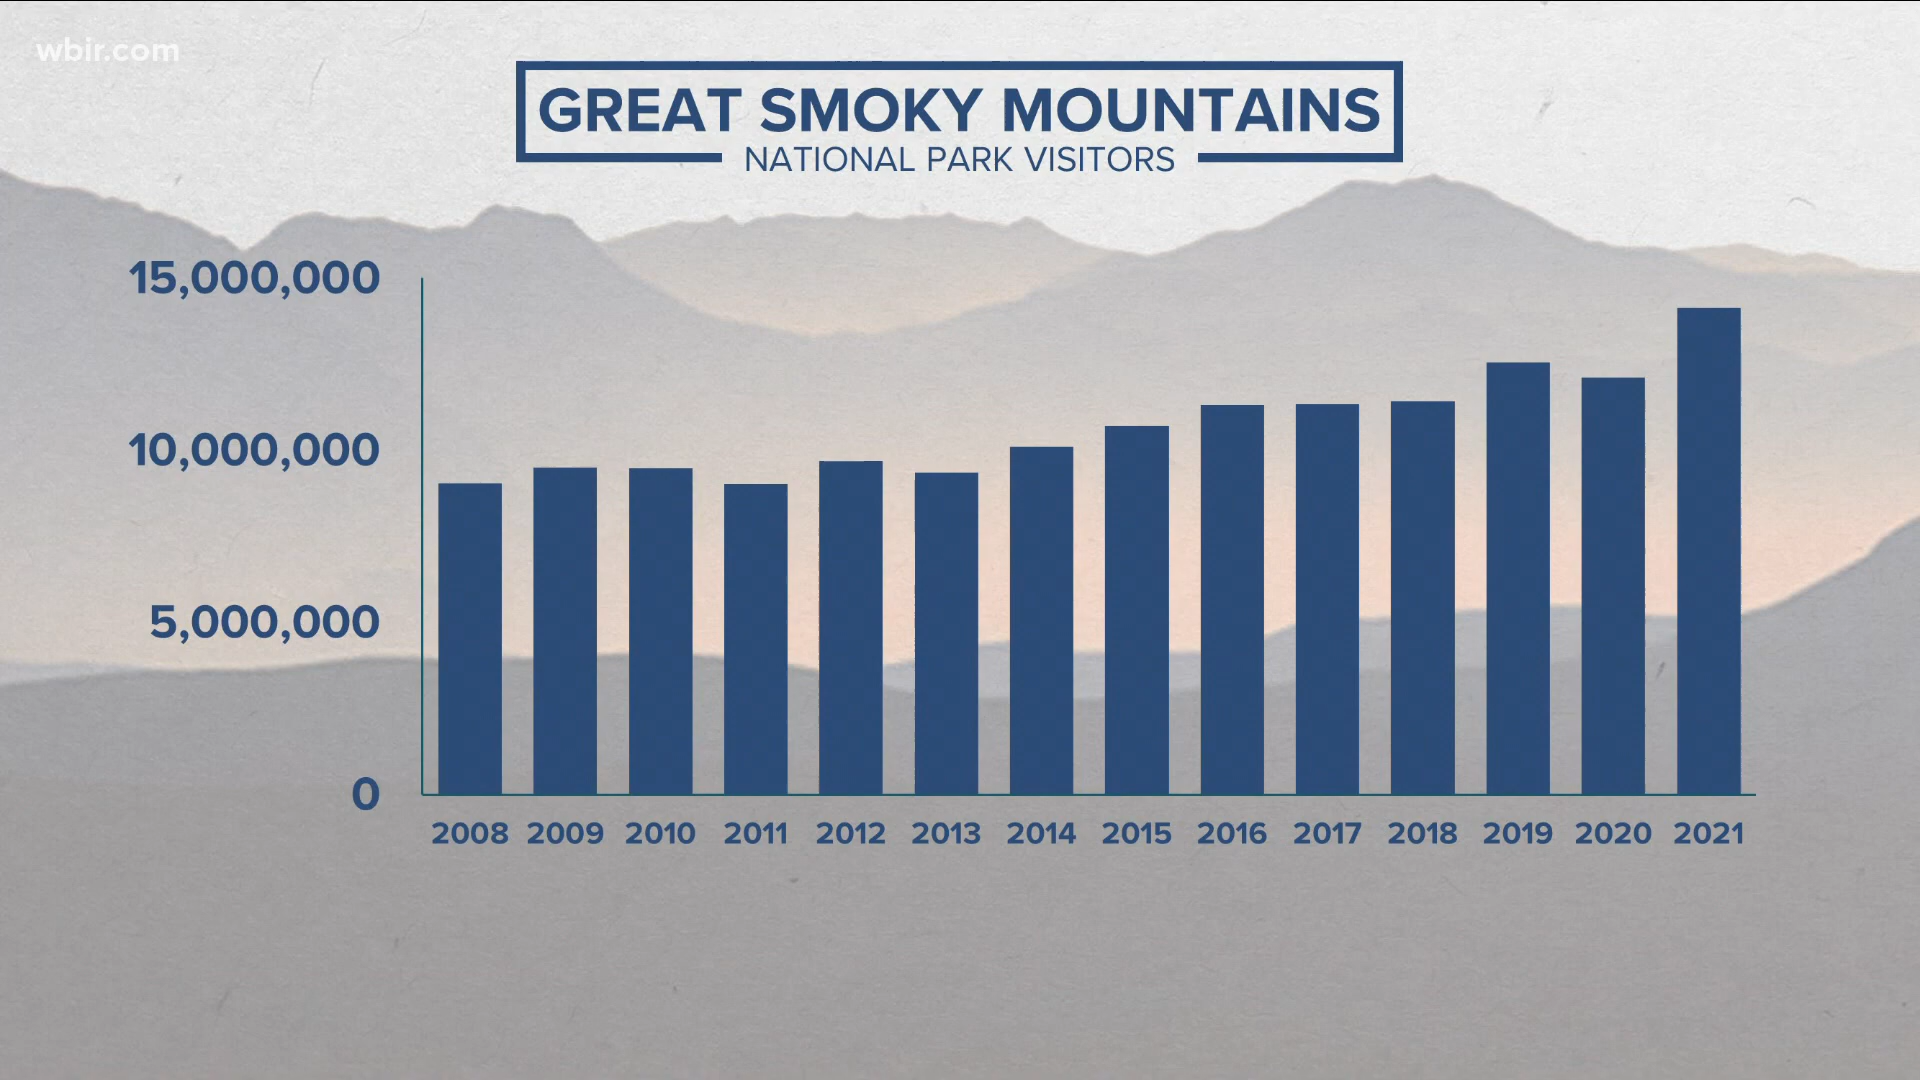 wbir.com
GREAT SMOKY MOUNTAINS
NATIONAL PARK VISITORS
15,000,000
10,000,000
5,000,000
0
2008 2009 2010 2011 2012 2013 2014 2015 2016 2017 2018 2019 2020 2021